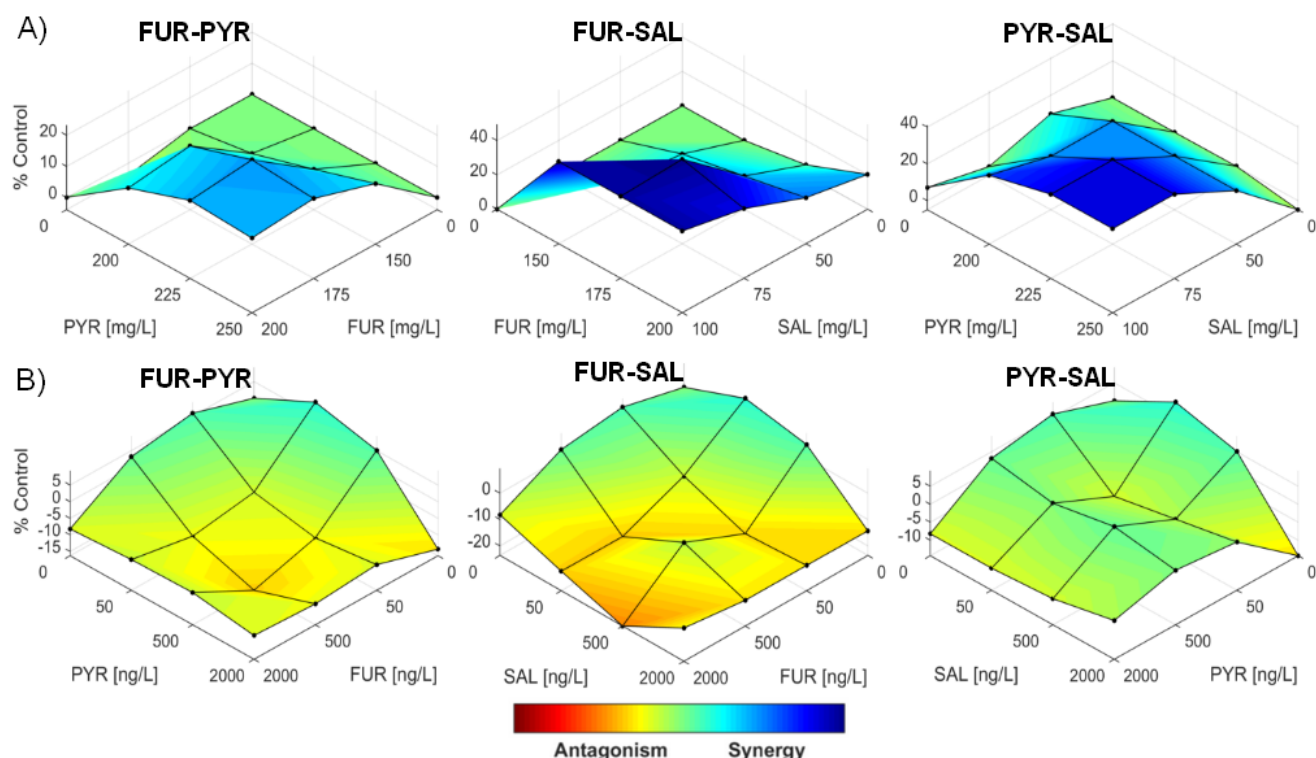 A)
FUR-PYR
FUR-SAL
PYR-SAL
% Control
20
10
0
0
200
225
250
PYR [mg/L]
200
175
150
0
FUR [mg/L]
40
20
0
0
150
175
200
FUR [mg/L]
100
75
50
0
SAL [mg/L]
% Control
40
20
0
0
200
225
250
PYR [mg/L]
100
75
50
0
SAL [mg/L]
B)
FUR-PYR
FUR-SAL
PYR-SAL
% Control
5
0
-5
-10
-15
0
50
500
2000
PYR [ng/L]
2000
500
50
0
FUR [ng/L]
0
-10
-20
0
50
500
2000
SAL [ng/L]
2000
500
50
0
FUR [ng/L]
5
0
-5
-10
0
50
500
2000
SAL [ng/L]
2000
500
50
0
PYR [ng/L]
Antagonism Synergy